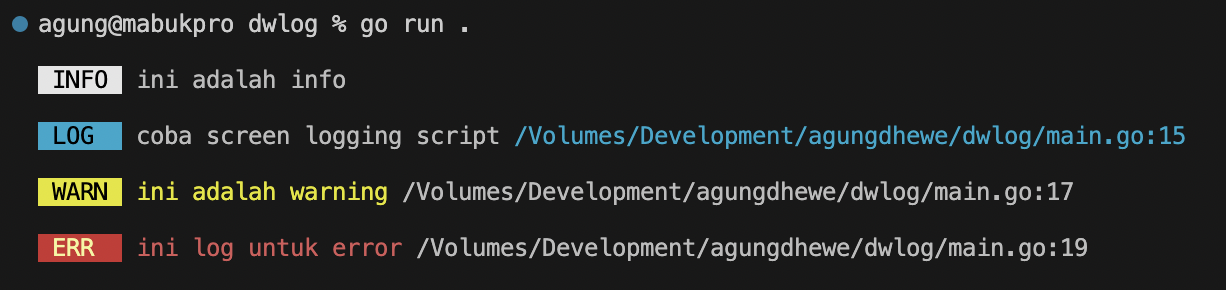 agung@mabukpro dwlog % go run .
INFO ini adalah info
LOG coba screen logging script /Volumes/Development/agungdhewe/dwlog/main.go:15
WARN ini adalah warning /Volumes/Development/agungdhewe/dwlog/main.go:17
ERR ini log untuk error /Volumes/Development/agungdhewe/dwlog/main.go:19